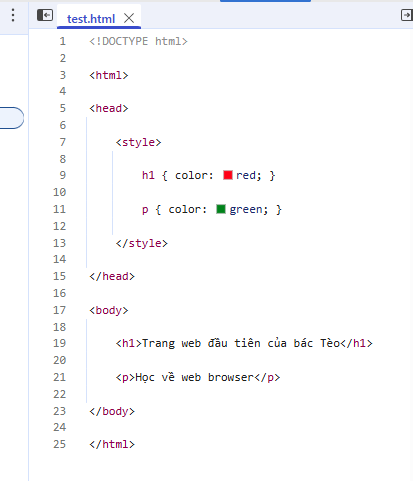 test.html
1 <!DOCTYPE html>
2
3 <html>
4
5 <head>
6
7 <style>
8
9 h1 { color: red; }
10
11 p { color: green; }
12
13 </style>
14
15 </head>
16
17 <body>
18
19 <h1>Trang web đầu tiên của bác Tèo</h1>
20
21 <p>Học về web browser</p>
22
23 </body>
24
25 </html>